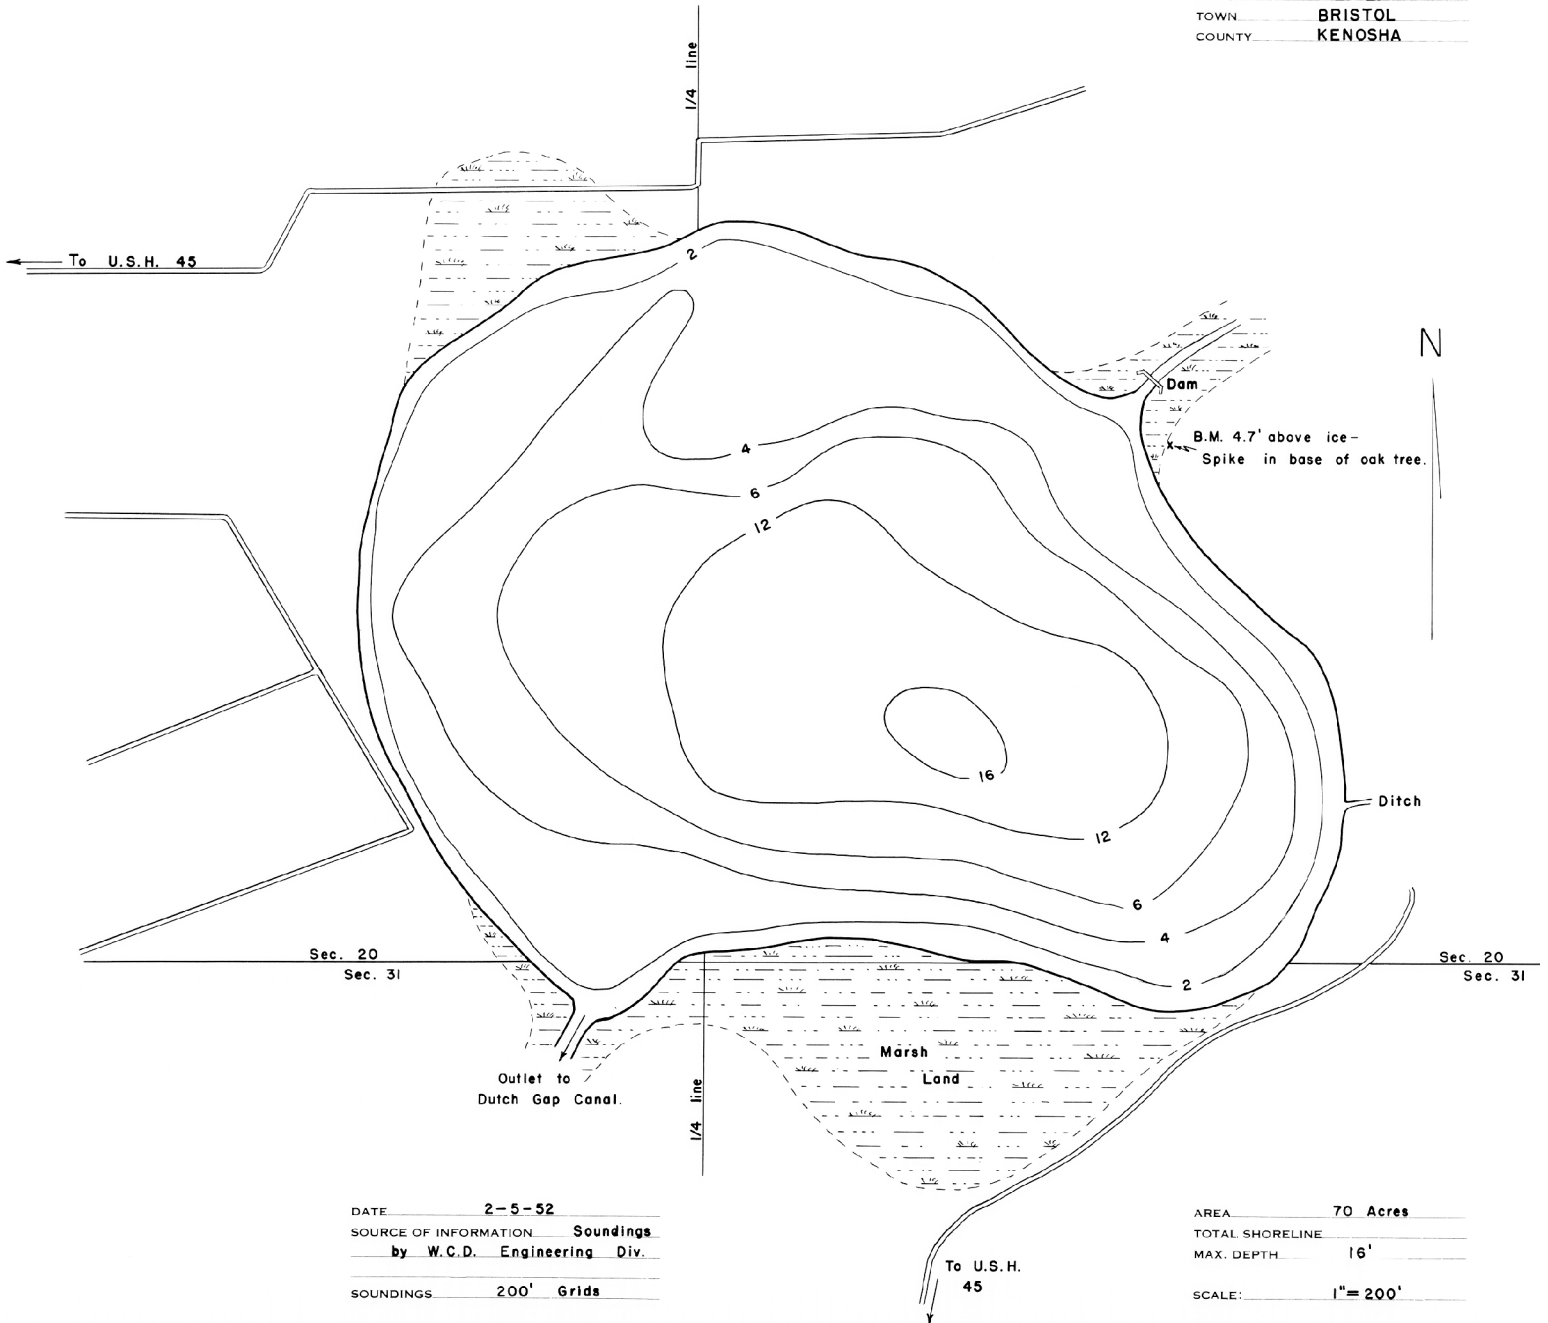 TOWN BRISTOL
COUNTY KENOSHA
1/4 line
To U.S.H. 45
2
N
Dam
B.M. 4.7' above ice-
Spike in base of oak tree.
4
6
12
16
Ditch
12
6
4
2
Sec. 20
Sec. 31
Sec. 20
Sec. 31
Marsh
Land
Outlet to
Dutch Gap Canal.
1/4 line
To U.S.H.
45
DATE 2-5-52
SOURCE OF INFORMATION Soundings
by W.C.D. Engineering Div.
SOUNDINGS 200' Grids
AREA 70 Acres
TOTAL SHORELINE
MAX. DEPTH 16'
SCALE: 1"=200'